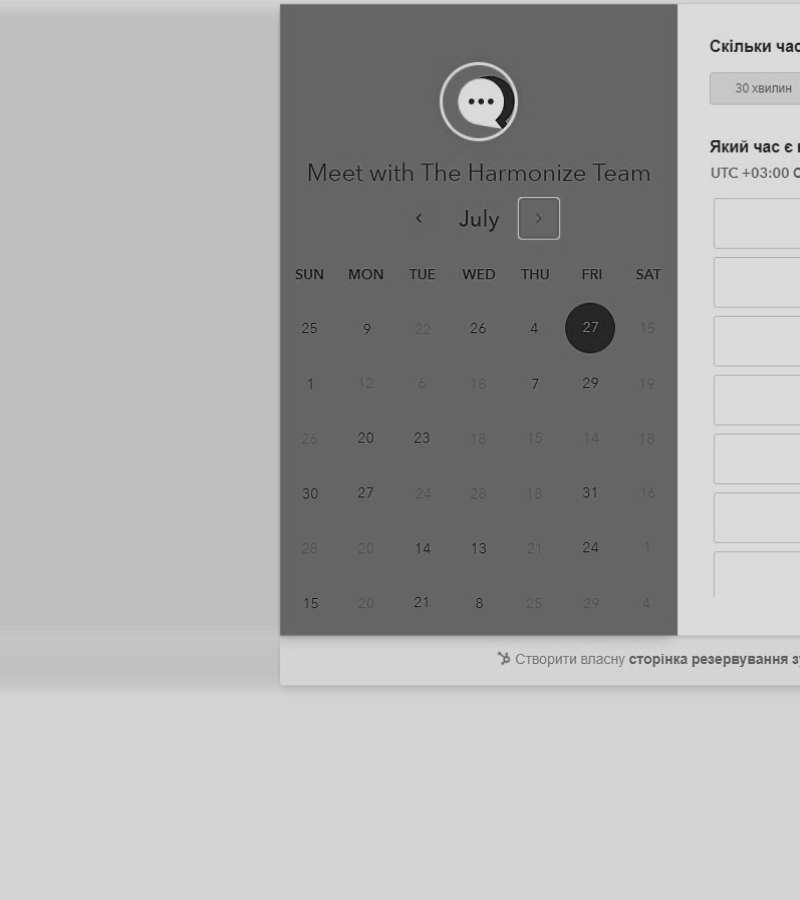 Meet with The Harmonize Team
July
SUN MON TUE WED THU FRI SAT
25 9 22 26 4 27 15
1 12 6 18 7 29 19
26 20 23 18 15 14 18
30 27 24 28 18 31 16
28 20 14 13 21 24 1
15 20 21 8 25 29 4
Скільки час
30 хвилин
Який час є
UTC +03:00
Створити власну сторінка резервування